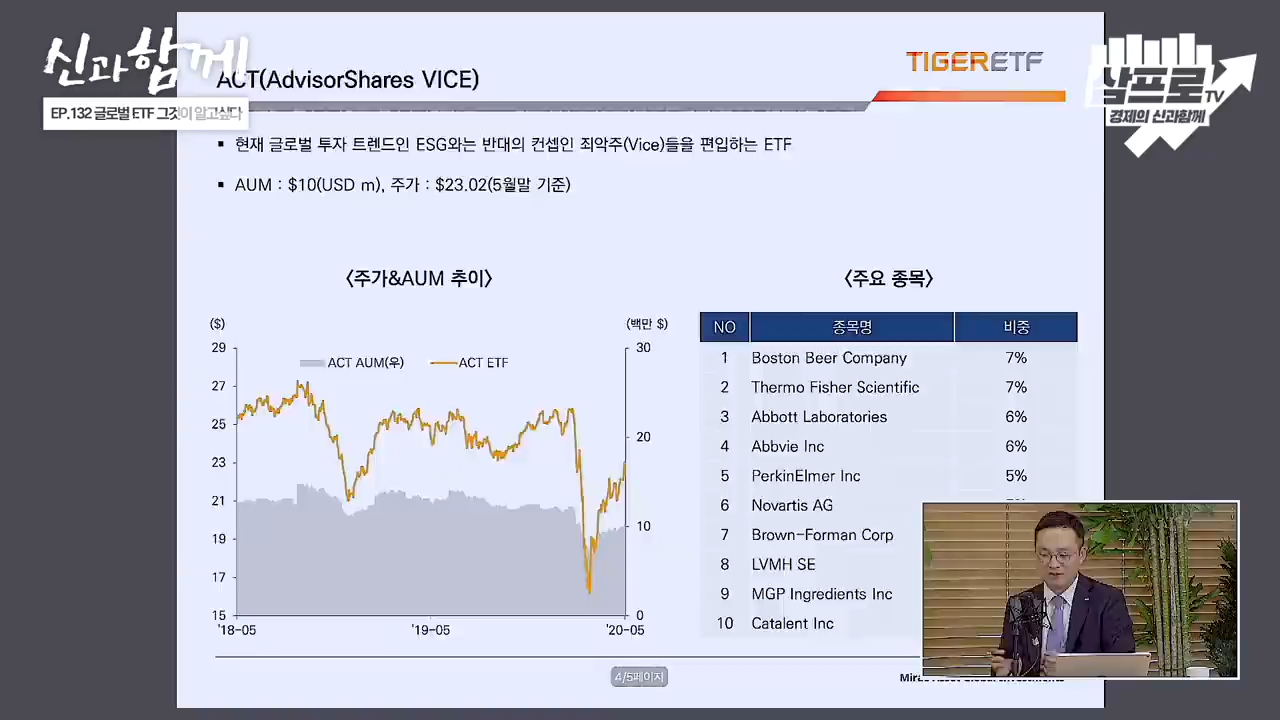 신과함께
EP.132 글로벌 ETF 그것이 알고싶다
ACT(AdvisorShares VICE)
TIGERETF
삼프로TV
경제의 신과함께
▪ 현재 글로벌 투자 트렌드인 ESG와는 반대의 컨셉인 죄악주(Vice)들을 편입하는 ETF
▪ AUM : $10(USD m), 주가 : $23.02(5월말 기준)
<주가&AUM 추이>
($)
(백만 $)
ACT AUM(우)
ACT ETF
29
27
25
23
21
19
17
15
30
20
10
0
'18-05
'19-05
'20-05
<주요 종목>
NO 종목명 비중
1 Boston Beer Company 7%
2 Thermo Fisher Scientific 7%
3 Abbott Laboratories 6%
4 Abbvie Inc 6%
5 PerkinElmer Inc 5%
6 Novartis AG
7 Brown-Forman Corp
8 LVMH SE
9 MGP Ingredients Inc
10 Catalent Inc
4/5페이지